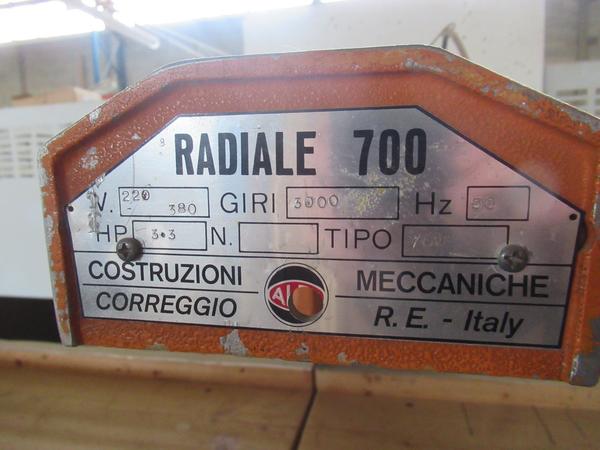 RADIALE 700
V. 220 - 380 GIRI 3000 Hz 50
HP 3.3 N. TIPO
COSTRUZIONI MECCANICHE
CORREGGIO R. E. - Italy